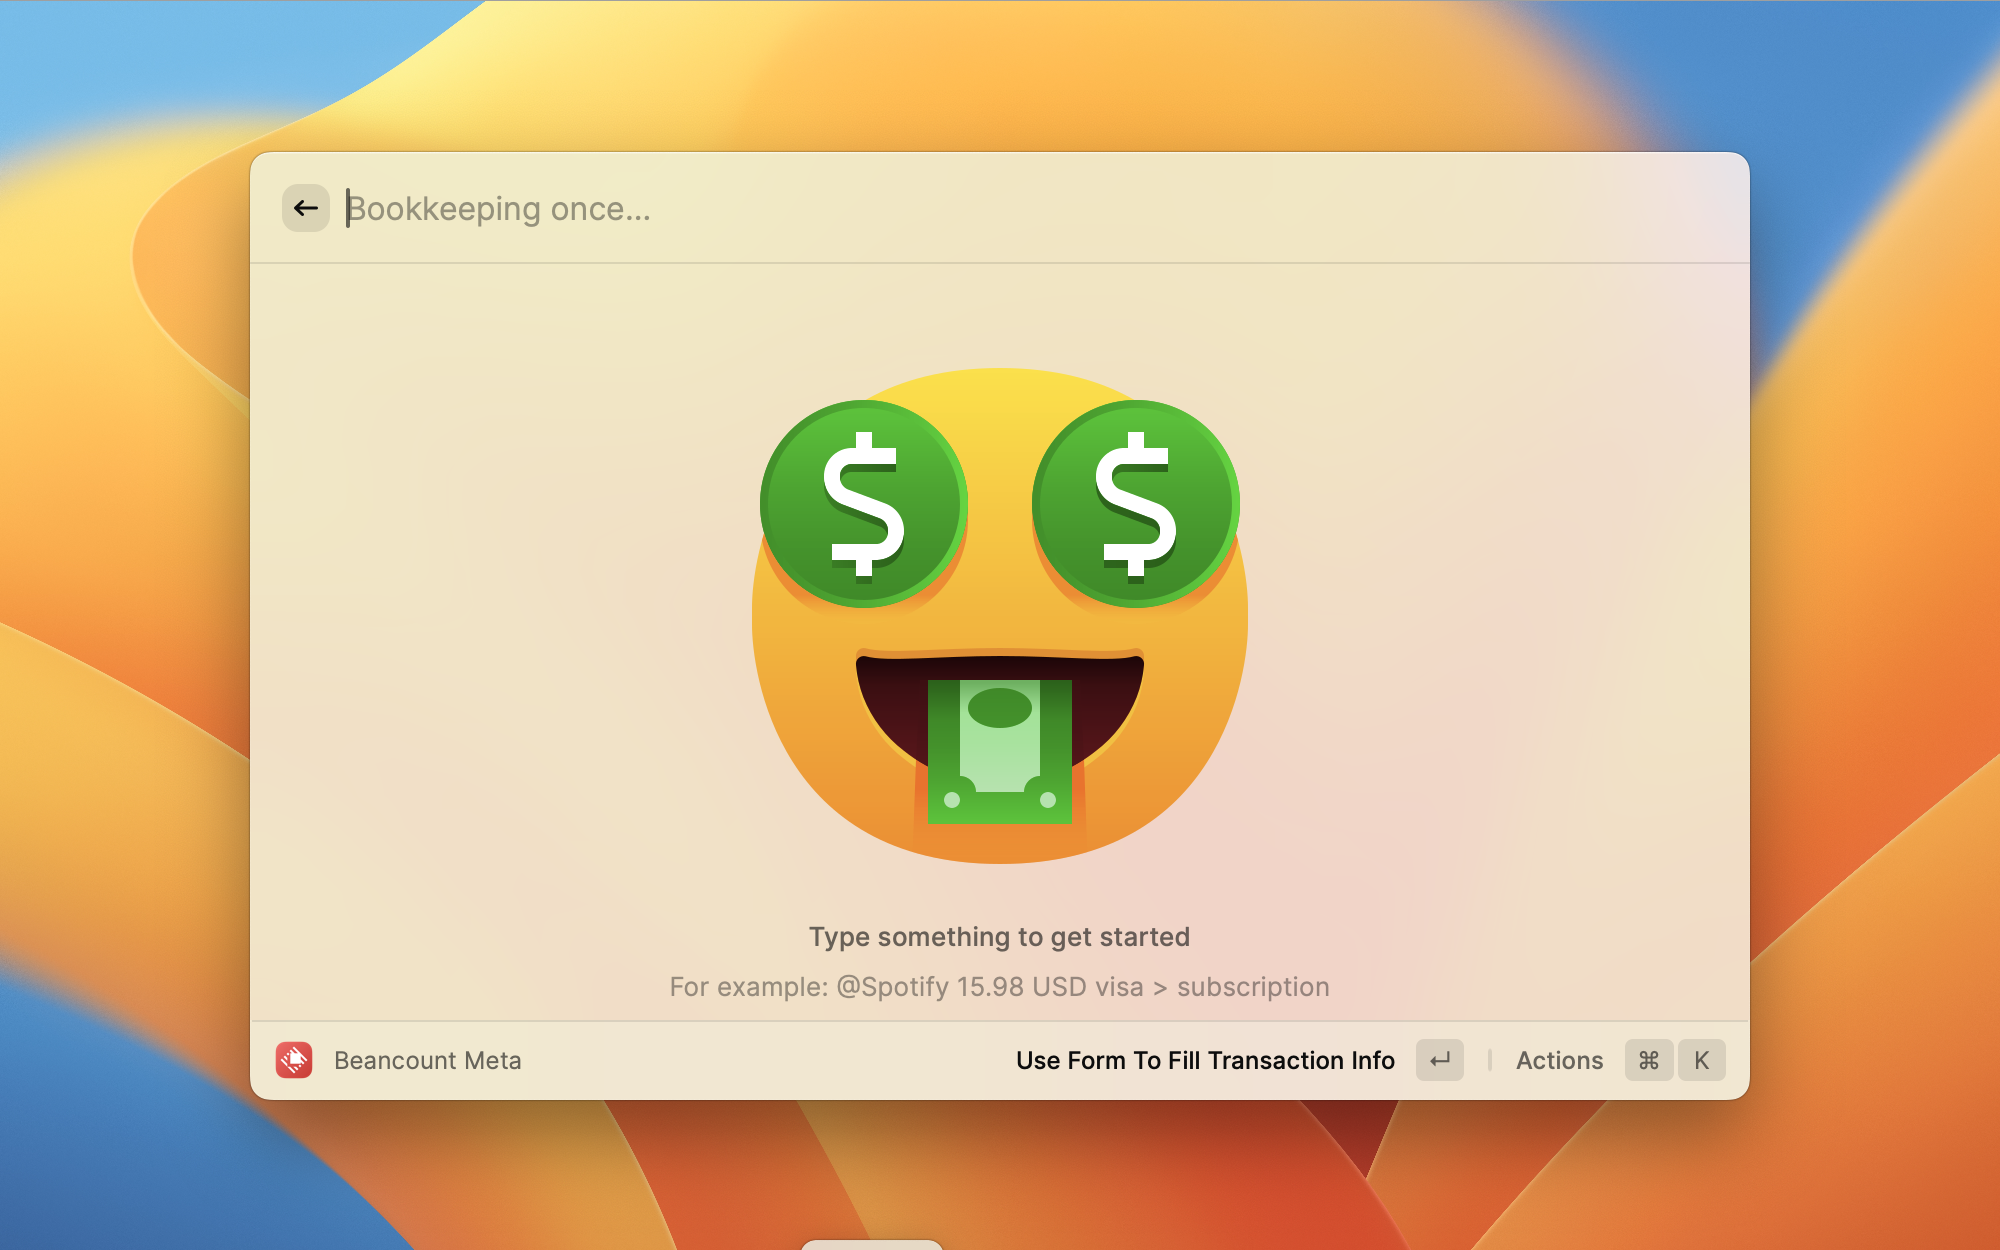 Bookkeeping once...
Type something to get started
For example: @Spotify 15.98 USD visa > subscription
Beancount Meta
Use Form To Fill Transaction Info ↵ | Actions ⌘ K